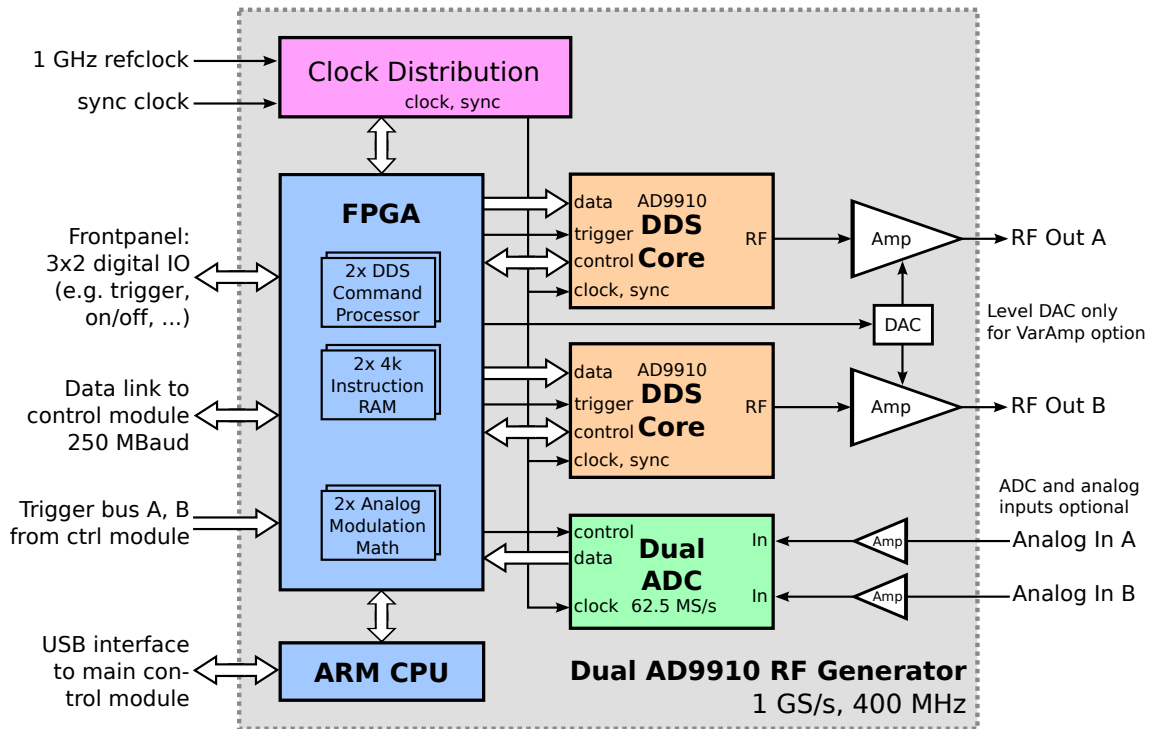 1 GHz refclock
sync clock
Clock Distribution
clock, sync
Frontpanel:
3x2 digital IO
(e.g. trigger,
on/off, ...)
Data link to
control module
250 MBaud
Trigger bus A, B
from ctrl module
USB interface
to main con-
trol module
FPGA
2x DDS
Command
Processor
2x 4k
Instruction
RAM
2x Analog
Modulation
Math
ARM CPU
data
trigger
control
clock, sync
AD9910
DDS
Core
RF
Amp
RF Out A
DAC
Level DAC only
for VarAmp option
data
trigger
control
clock, sync
AD9910
DDS
Core
RF
Amp
RF Out B
control
data
clock
Dual
ADC
62.5 MS/s
In
In
Amp
Amp
ADC and analog
inputs optional
Analog In A
Analog In B
Dual AD9910 RF Generator
1 GS/s, 400 MHz